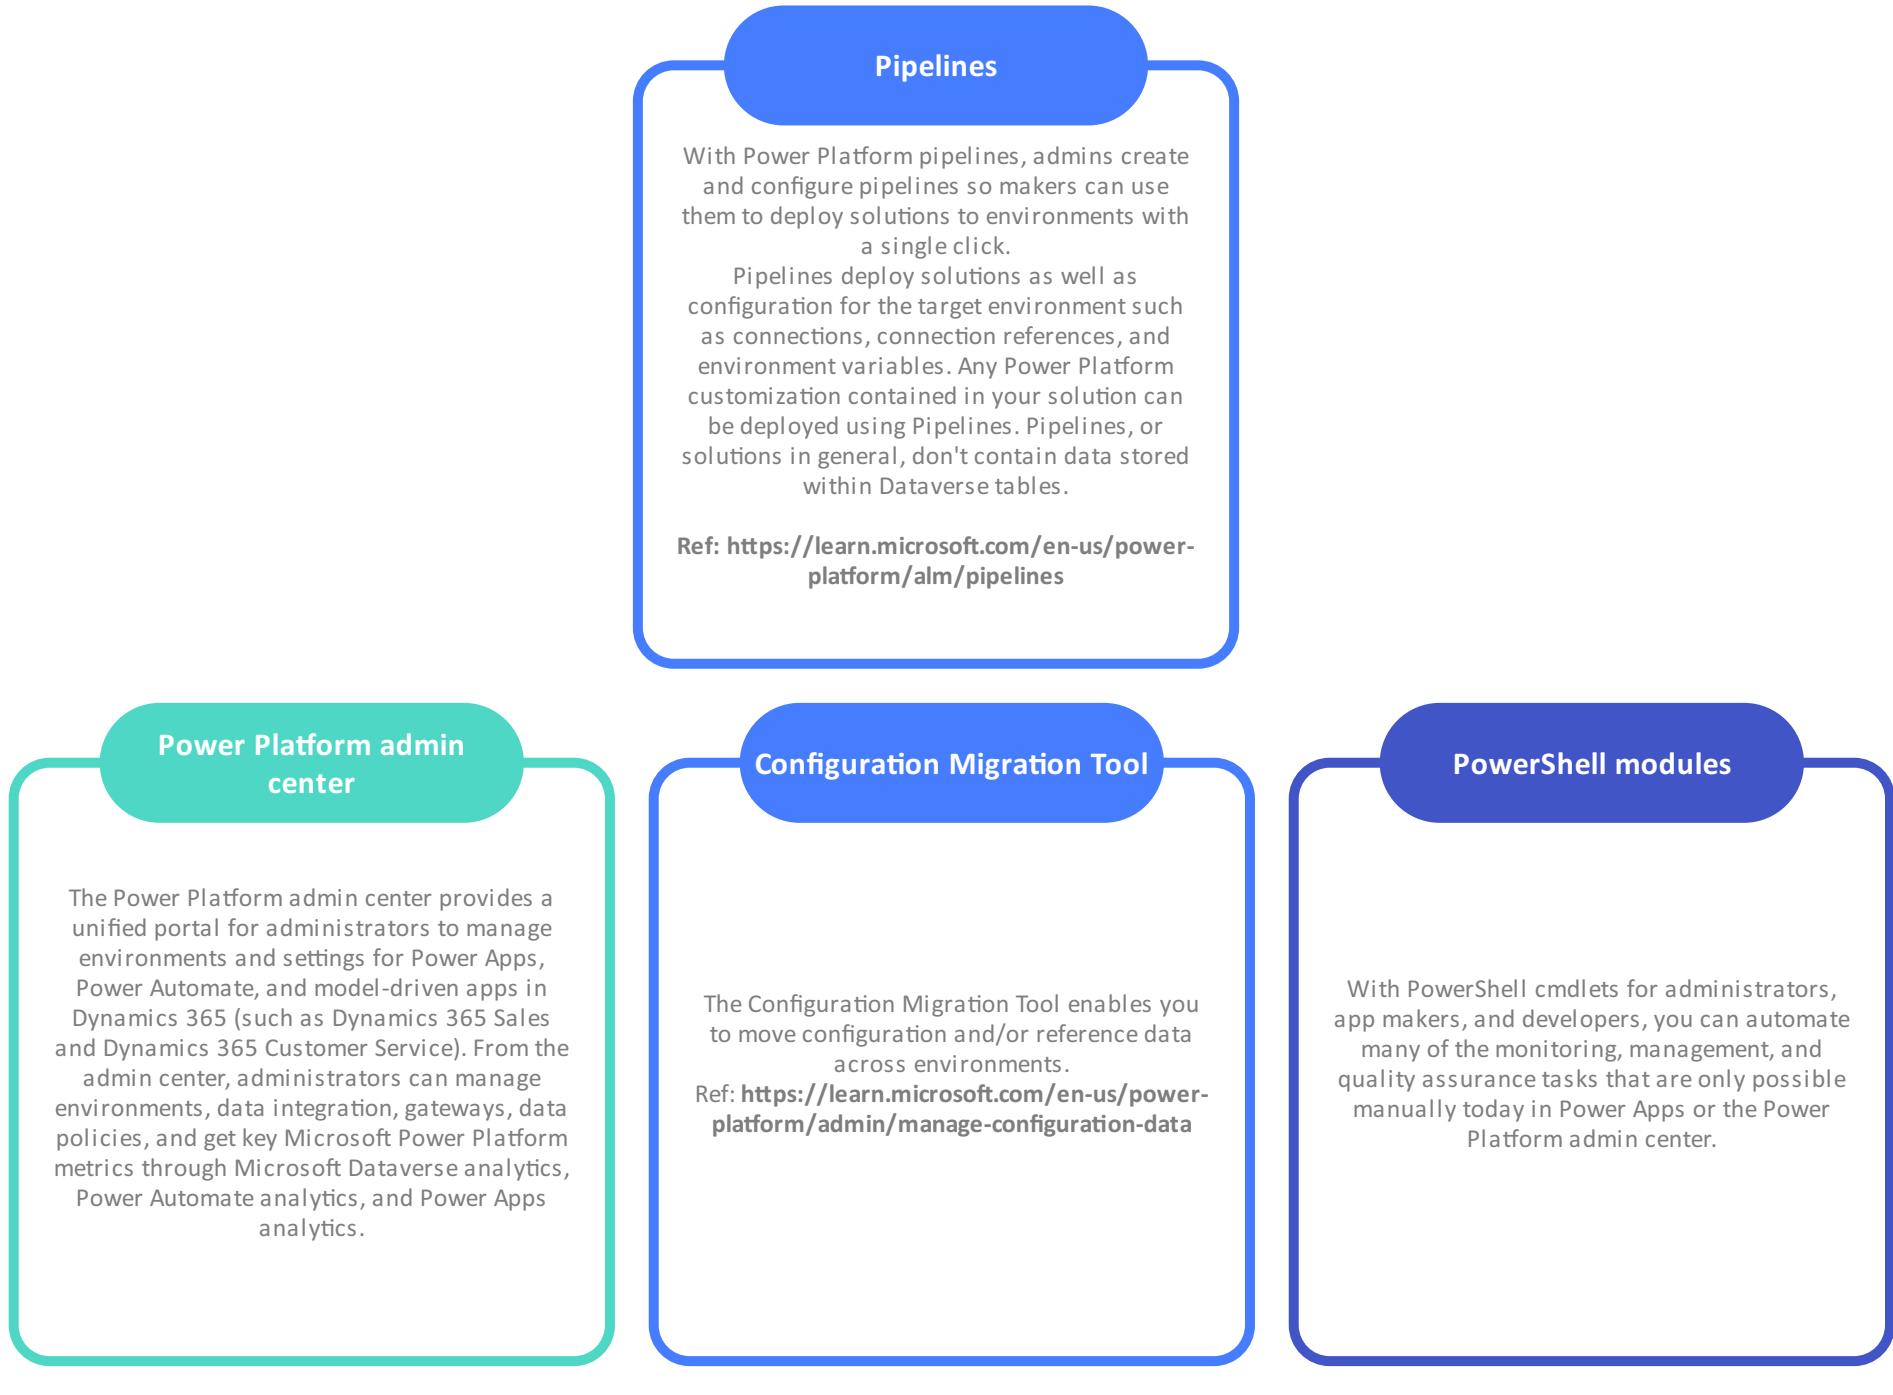 Pipelines
With Power Platform pipelines, admins create
and configure pipelines so makers can use
them to deploy solutions to environments with
a single click.
Pipelines deploy solutions as well as
configuration for the target environment such
as connections, connection references, and
environment variables. Any Power Platform
customization contained in your solution can
be deployed using Pipelines. Pipelines, or
solutions in general, don't contain data stored
within Dataverse tables.
Ref: https://learn.microsoft.com/en-us/power-
platform/alm/pipelines
Power Platform admin
center
The Power Platform admin center provides a
unified portal for administrators to manage
environments and settings for Power Apps,
Power Automate, and model-driven apps in
Dynamics 365 (such as Dynamics 365 Sales
and Dynamics 365 Customer Service). From the
admin center, administrators can manage
environments, data integration, gateways, data
policies, and get key Microsoft Power Platform
metrics through Microsoft Dataverse analytics,
Power Automate analytics, and Power Apps
analytics.
Configuration Migration Tool
The Configuration Migration Tool enables you
to move configuration and/or reference data
across environments.
Ref: https://learn.microsoft.com/en-us/power-
platform/admin/manage-configuration-data
PowerShell modules
With PowerShell cmdlets for administrators,
app makers, and developers, you can automate
many of the monitoring, management, and
quality assurance tasks that are only possible
manually today in Power Apps or the Power
Platform admin center.